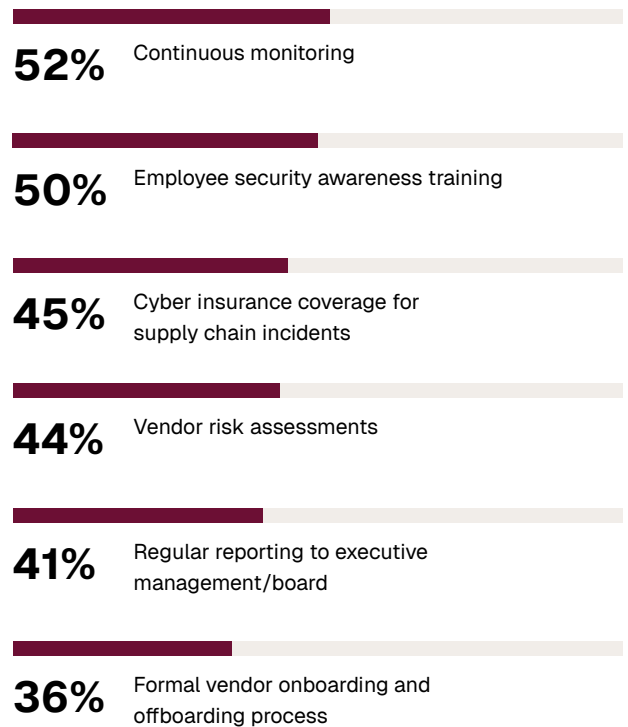 52% Continuous monitoring
50% Employee security awareness training
45% Cyber insurance coverage for
supply chain incidents
44% Vendor risk assessments
41% Regular reporting to executive
management/board
36% Formal vendor onboarding and
offboarding process